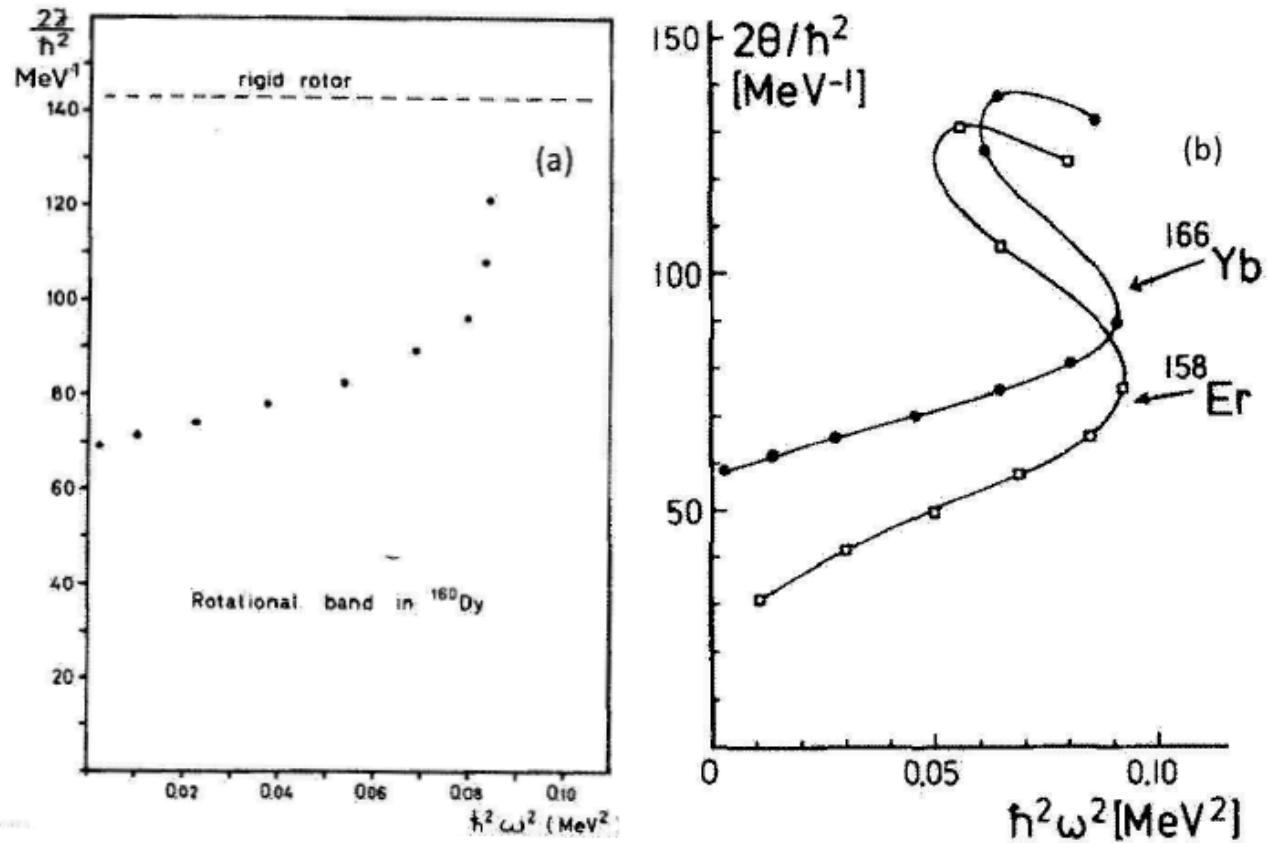 2ℑ
ħ²
MeV⁻¹
rigid rotor
140
(a)
120
100
80
60
40
Rotational band in ¹⁶⁰Dy
20
0.02 0.04 0.06 0.08 0.10
ħ²ω² (MeV²)
150
2θ/ħ²
[MeV⁻¹]
(b)
¹⁶⁶Yb
100
¹⁵⁸Er
50
0 0.05 0.10
ħ²ω² [MeV²]